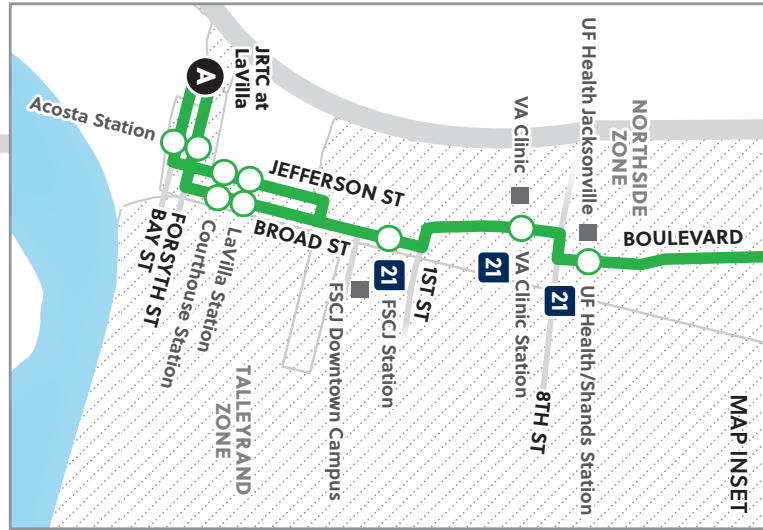 MAP INSET
NORTHSIDE
ZONE
UF Health Jacksonville
BOULEVARD
UF Health/Shands Station
21
8TH ST
VA Clinic
VA Clinic Station
21
1ST ST
21
FSCJ Station
FSCJ Downtown Campus
JEFFERSON ST
BROAD ST
JRTC at
LaVilla
A
Acosta Station
LaVilla Station
Courthouse Station
FORSYTH ST
BAY ST
TALLEYRAND
ZONE